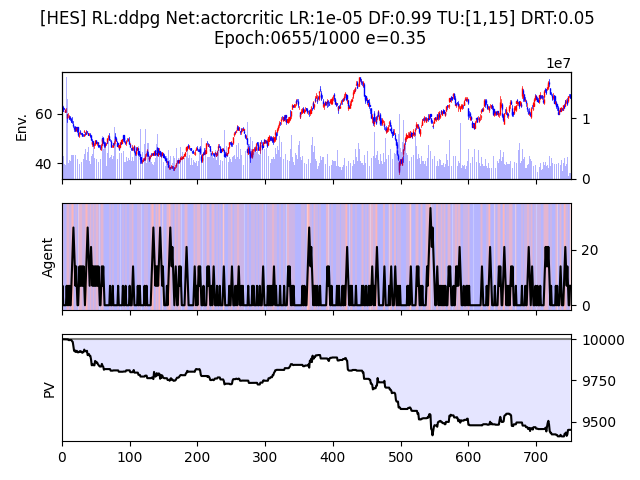 [HES] RL:ddpg Net:actorcritic LR:1e-05 DF:0.99 TU:[1,15] DRT:0.05
Epoch:0655/1000 e=0.35
1e7
Env.
60
40
1
0
Agent
20
0
PV
10000
9750
9500
0 100 200 300 400 500 600 700